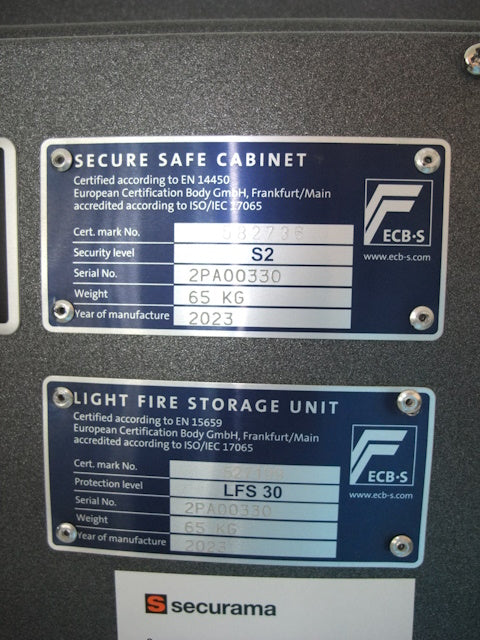 SECURE SAFE CABINET
Certified according to EN 14450
European Certification Body GmbH, Frankfurt/Main
accredited according to ISO/IEC 17065
ECB·S
www.ecb-s.com
Cert. mark No. 582736
Security level S2
Serial No. 2PA00330
Weight 65 KG
Year of manufacture 2023
LIGHT FIRE STORAGE UNIT
Certified according to EN 15659
European Certification Body GmbH, Frankfurt/Main
accredited according to ISO/IEC 17065
ECB·S
www.ecb-s.com
Cert. mark No.
Protection level LFS 30
Serial No. 2PA00330
Weight 65 KG
Year of manufacture 2023
S securama